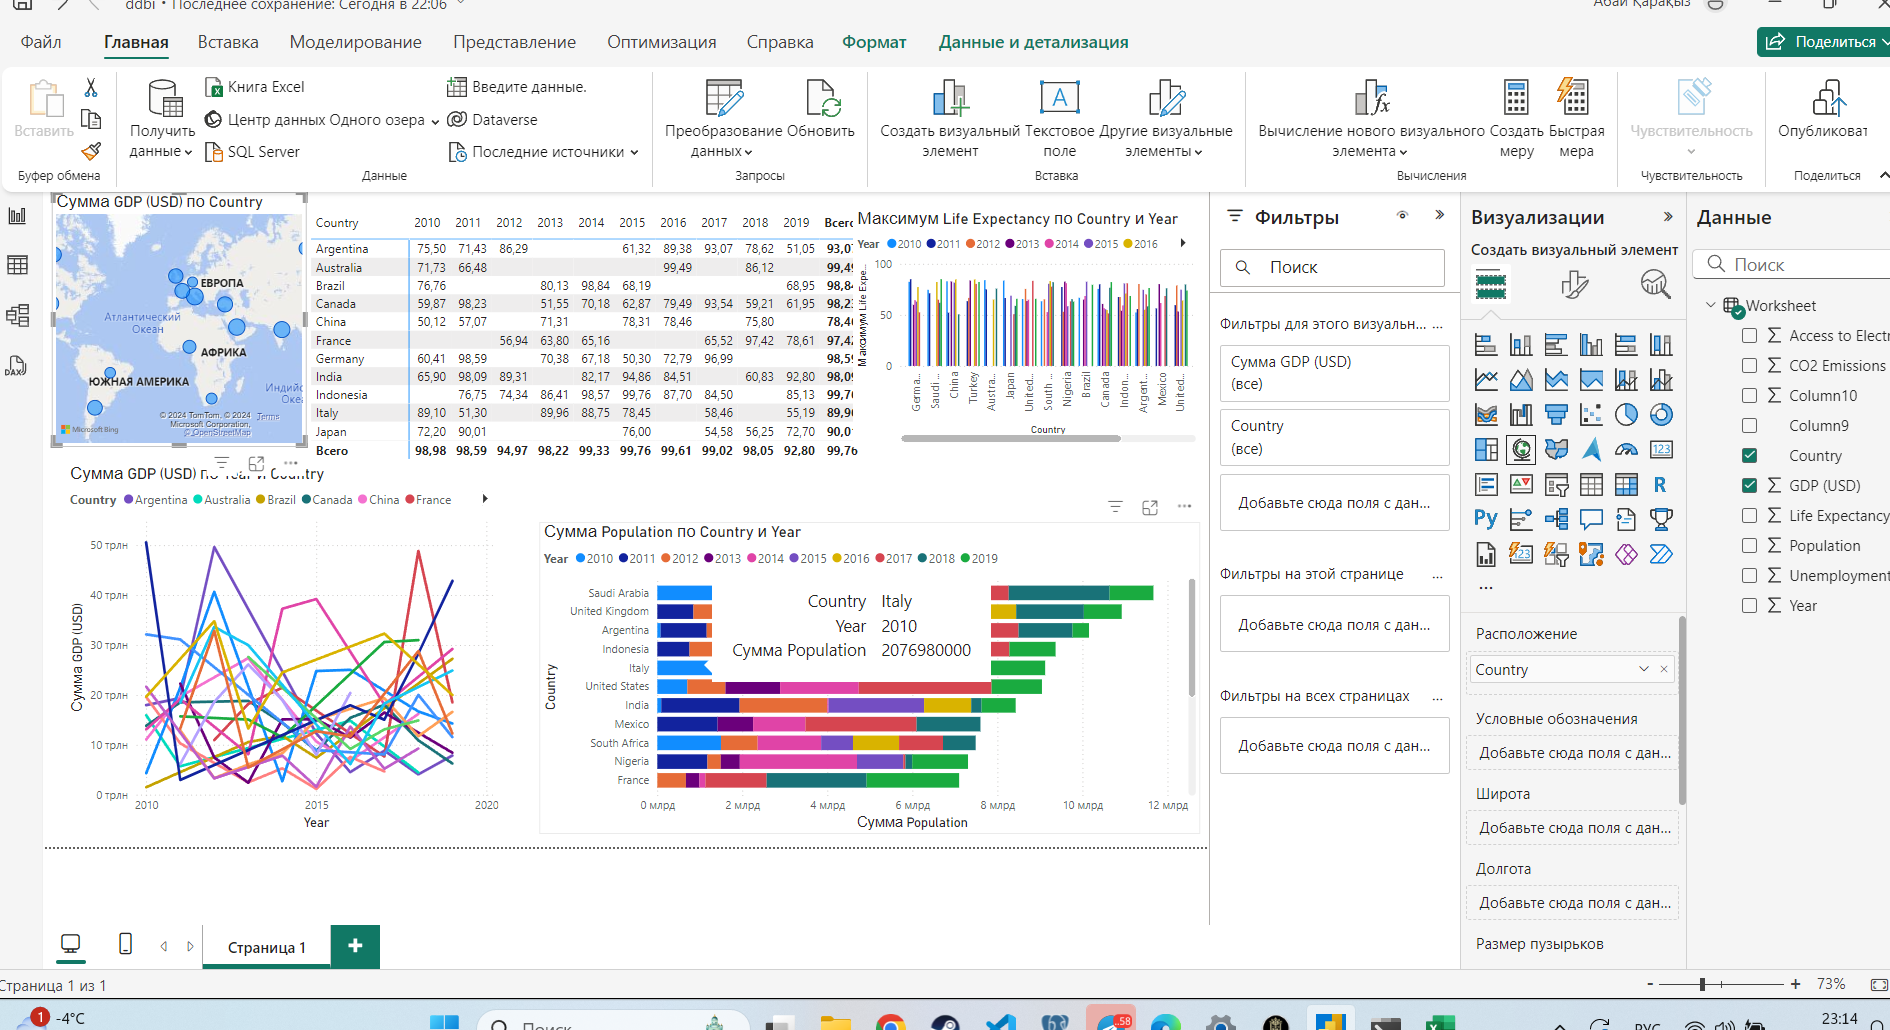 ddbi • Последнее сохранение: Сегодня в 22:06
Абай Қарақыз
Файл Главная Вставка Моделирование Представление Оптимизация Справка Формат Данные и детализация
Поделиться
Вставить
Буфер обмена
Получить данные
Книга Excel
Центр данных Одного озера
SQL Server
Введите данные.
Dataverse
Последние источники
Данные
Преобразование данных
Обновить
Запросы
Создать визуальный элемент
Текстовое поле
Другие визуальные элементы
Вставка
Вычисление нового визуального элемента
Создать меру
Быстрая мера
Вычисления
Чувствительность
Чувствительность
Опубликоват
Поделиться
DAX
Сумма GDP (USD) по Country
ЕВРОПА
Атлантический Океан
АФРИКА
ЮЖНАЯ АМЕРИКА
Индийс
Оке
© 2024 TomTom, © 2024
Microsoft Corporation,
© OpenStreetMap
Terms
Microsoft Bing
Country 2010 2011 2012 2013 2014 2015 2016 2017 2018 2019 Всего
Argentina 75,50 71,43 86,29 61,32 89,38 93,07 78,62 51,05 93,0
Australia 71,73 66,48 99,49 86,12 99,4
Brazil 76,76 80,13 98,84 68,19 68,95 98,8
Canada 59,87 98,23 51,55 70,18 62,87 79,49 93,54 59,21 61,95 98,2
China 50,12 57,07 71,31 78,31 78,46 75,80 78,4
France 56,94 63,80 65,16 65,52 97,42 78,61 97,4
Germany 60,41 98,59 70,38 67,18 50,30 72,79 96,99 98,5
India 65,90 98,09 89,31 82,17 94,86 84,51 60,83 92,80 98,0
Indonesia 76,75 74,34 86,41 98,57 99,76 87,70 84,50 85,13 99,7
Italy 89,10 51,30 89,96 88,75 78,45 58,46 55,19 89,9
Japan 72,20 90,01 76,00 54,58 56,25 72,70 90,0
Всего 98,98 98,59 94,97 98,22 99,33 99,76 99,61 99,02 98,05 92,80 99,76
Максимум Life Expectancy по Country и Year
Year 2010 2011 2012 2013 2014 2015 2016
Максимум Life Expe...
100
50
0
Germa... Saudi ... China Turkey Austra... Japan United... South ... Nigeria Brazil Canada Indon... Argent... Mexico United...
Country
Сумма GDP (USD) по Year и Country
Country Argentina Australia Brazil Canada China France
Сумма GDP (USD)
50 трлн
40 трлн
30 трлн
20 трлн
10 трлн
0 трлн
2010 2015 2020
Year
Сумма Population по Country и Year
Year 2010 2011 2012 2013 2014 2015 2016 2017 2018 2019
Country
Saudi Arabia
United Kingdom
Argentina
Indonesia
Italy
United States
India
Mexico
South Africa
Nigeria
France
Country Italy
Year 2010
Сумма Population 2076980000
0 млрд 2 млрд 4 млрд 6 млрд 8 млрд 10 млрд 12 млрд
Сумма Population
Фильтры
Поиск
Фильтры для этого визуальн... ...
Сумма GDP (USD)
(все)
Country
(все)
Добавьте сюда поля с дан...
Фильтры на этой странице ...
Добавьте сюда поля с дан...
Фильтры на всех страницах ...
Добавьте сюда поля с дан...
Визуализации
Создать визуальный элемент
123
R
Py
123
...
Расположение
Country
Условные обозначения
Добавьте сюда поля с дан...
Широта
Добавьте сюда поля с дан...
Долгота
Добавьте сюда поля с дан...
Размер пузырьков
Данные
Поиск
Worksheet
Access to Electr
CO2 Emissions
Column10
Column9
Country
GDP (USD)
Life Expectancy
Population
Unemployment
Year
Страница 1
Страница 1 из 1
73%
1
-4°C
Поиск
...58
РУС
23:14